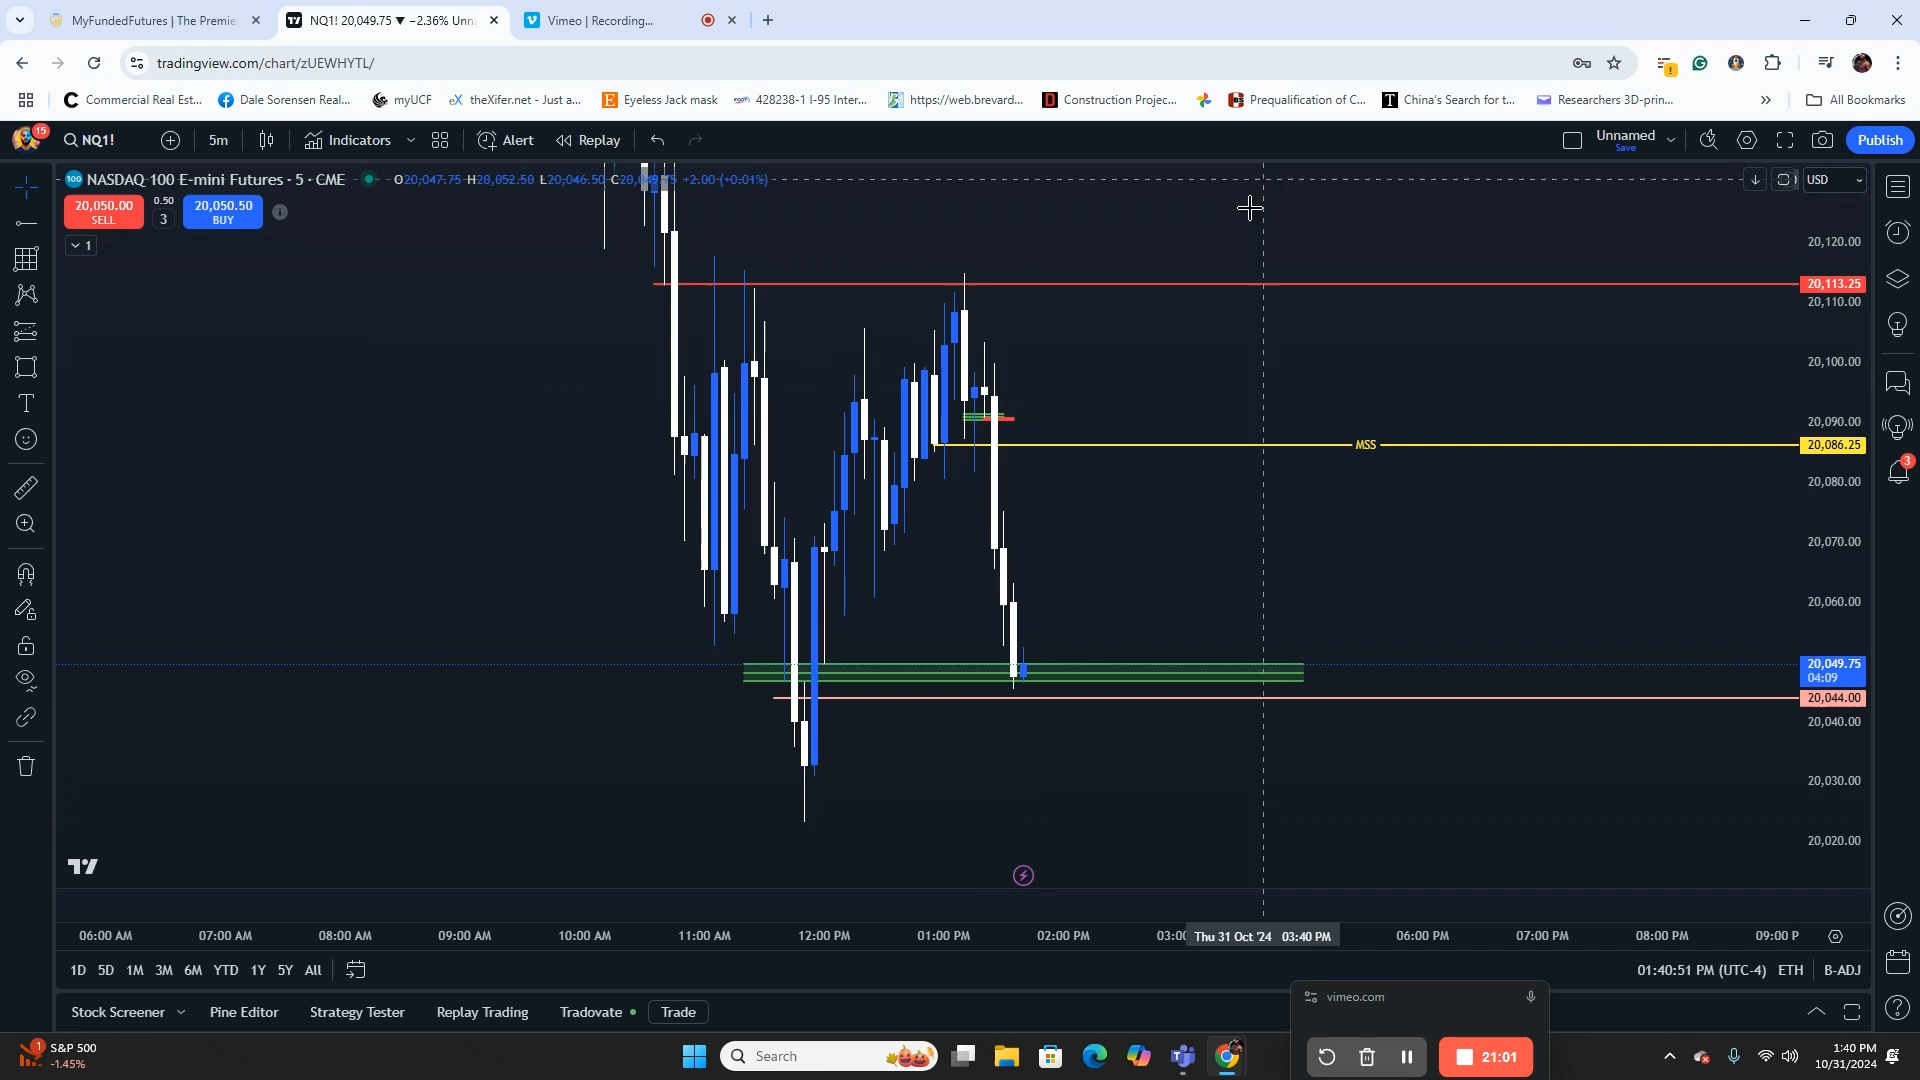 MyFundedFutures | The Premie
NQ1! 20,049.75 ▼ −2.36% Unna
Vimeo | Recording...
tradingview.com/chart/zUEWHYTL/
Commercial Real Est...
Dale Sorensen Real...
myUCF
theXifer.net - Just a...
Eyeless Jack mask
428238-1 I-95 Inter...
https://web.brevard...
Construction Projec...
Prequalification of C...
China's Search for t...
Researchers 3D-prin...
All Bookmarks
15
NQ1!
5m
Indicators
Alert
Replay
Unnamed
Save
Publish
NASDAQ 100 E-mini Futures · 5 · CME
O20,047.75 H20,052.50 L20,046.50 C20,049.75 +2.00 (+0.01%)
USD
20,050.00
SELL
0.50
3
20,050.50
BUY
1
20,120.00
20,113.25
20,110.00
20,100.00
20,090.00
MSS
20,086.25
20,080.00
20,070.00
20,060.00
20,049.75
04:09
20,044.00
20,040.00
20,030.00
20,020.00
3
06:00 AM
07:00 AM
08:00 AM
09:00 AM
10:00 AM
11:00 AM
12:00 PM
01:00 PM
02:00 PM
03:00
Thu 31 Oct '24 03:40 PM
06:00 PM
07:00 PM
08:00 PM
09:00 P
1D 5D 1M 3M 6M YTD 1Y 5Y All
01:40:51 PM (UTC-4) ETH B-ADJ
Stock Screener
Pine Editor
Strategy Tester
Replay Trading
Tradovate
Trade
vimeo.com
21:01
1
S&P 500
-1.45%
Search
1:40 PM
10/31/2024